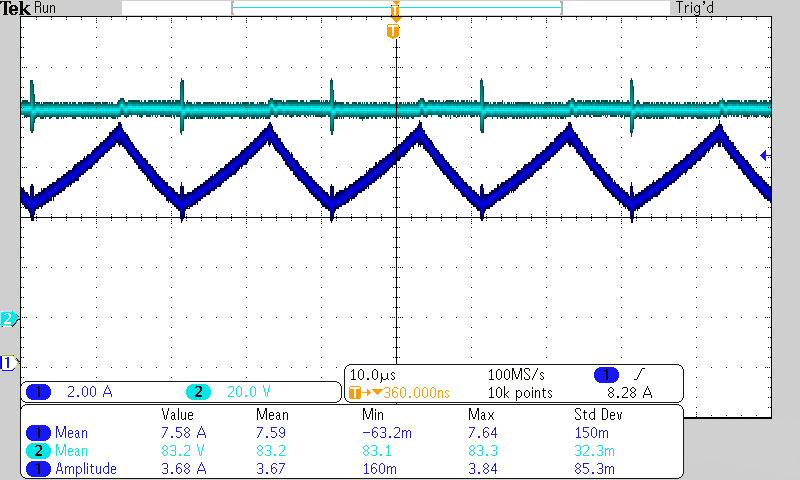 Tek Run Trig'd
T
T
2
1
1 2.00 A 2 20.0 V
10.0µs 100MS/s 1
T→▼360.000ns 10k points 8.28 A
Value Mean Min Max Std Dev
1 Mean 7.58 A 7.59 −63.2m 7.64 150m
2 Mean 83.2 V 83.2 83.1 83.3 32.3m
1 Amplitude 3.68 A 3.67 160m 3.84 85.3m